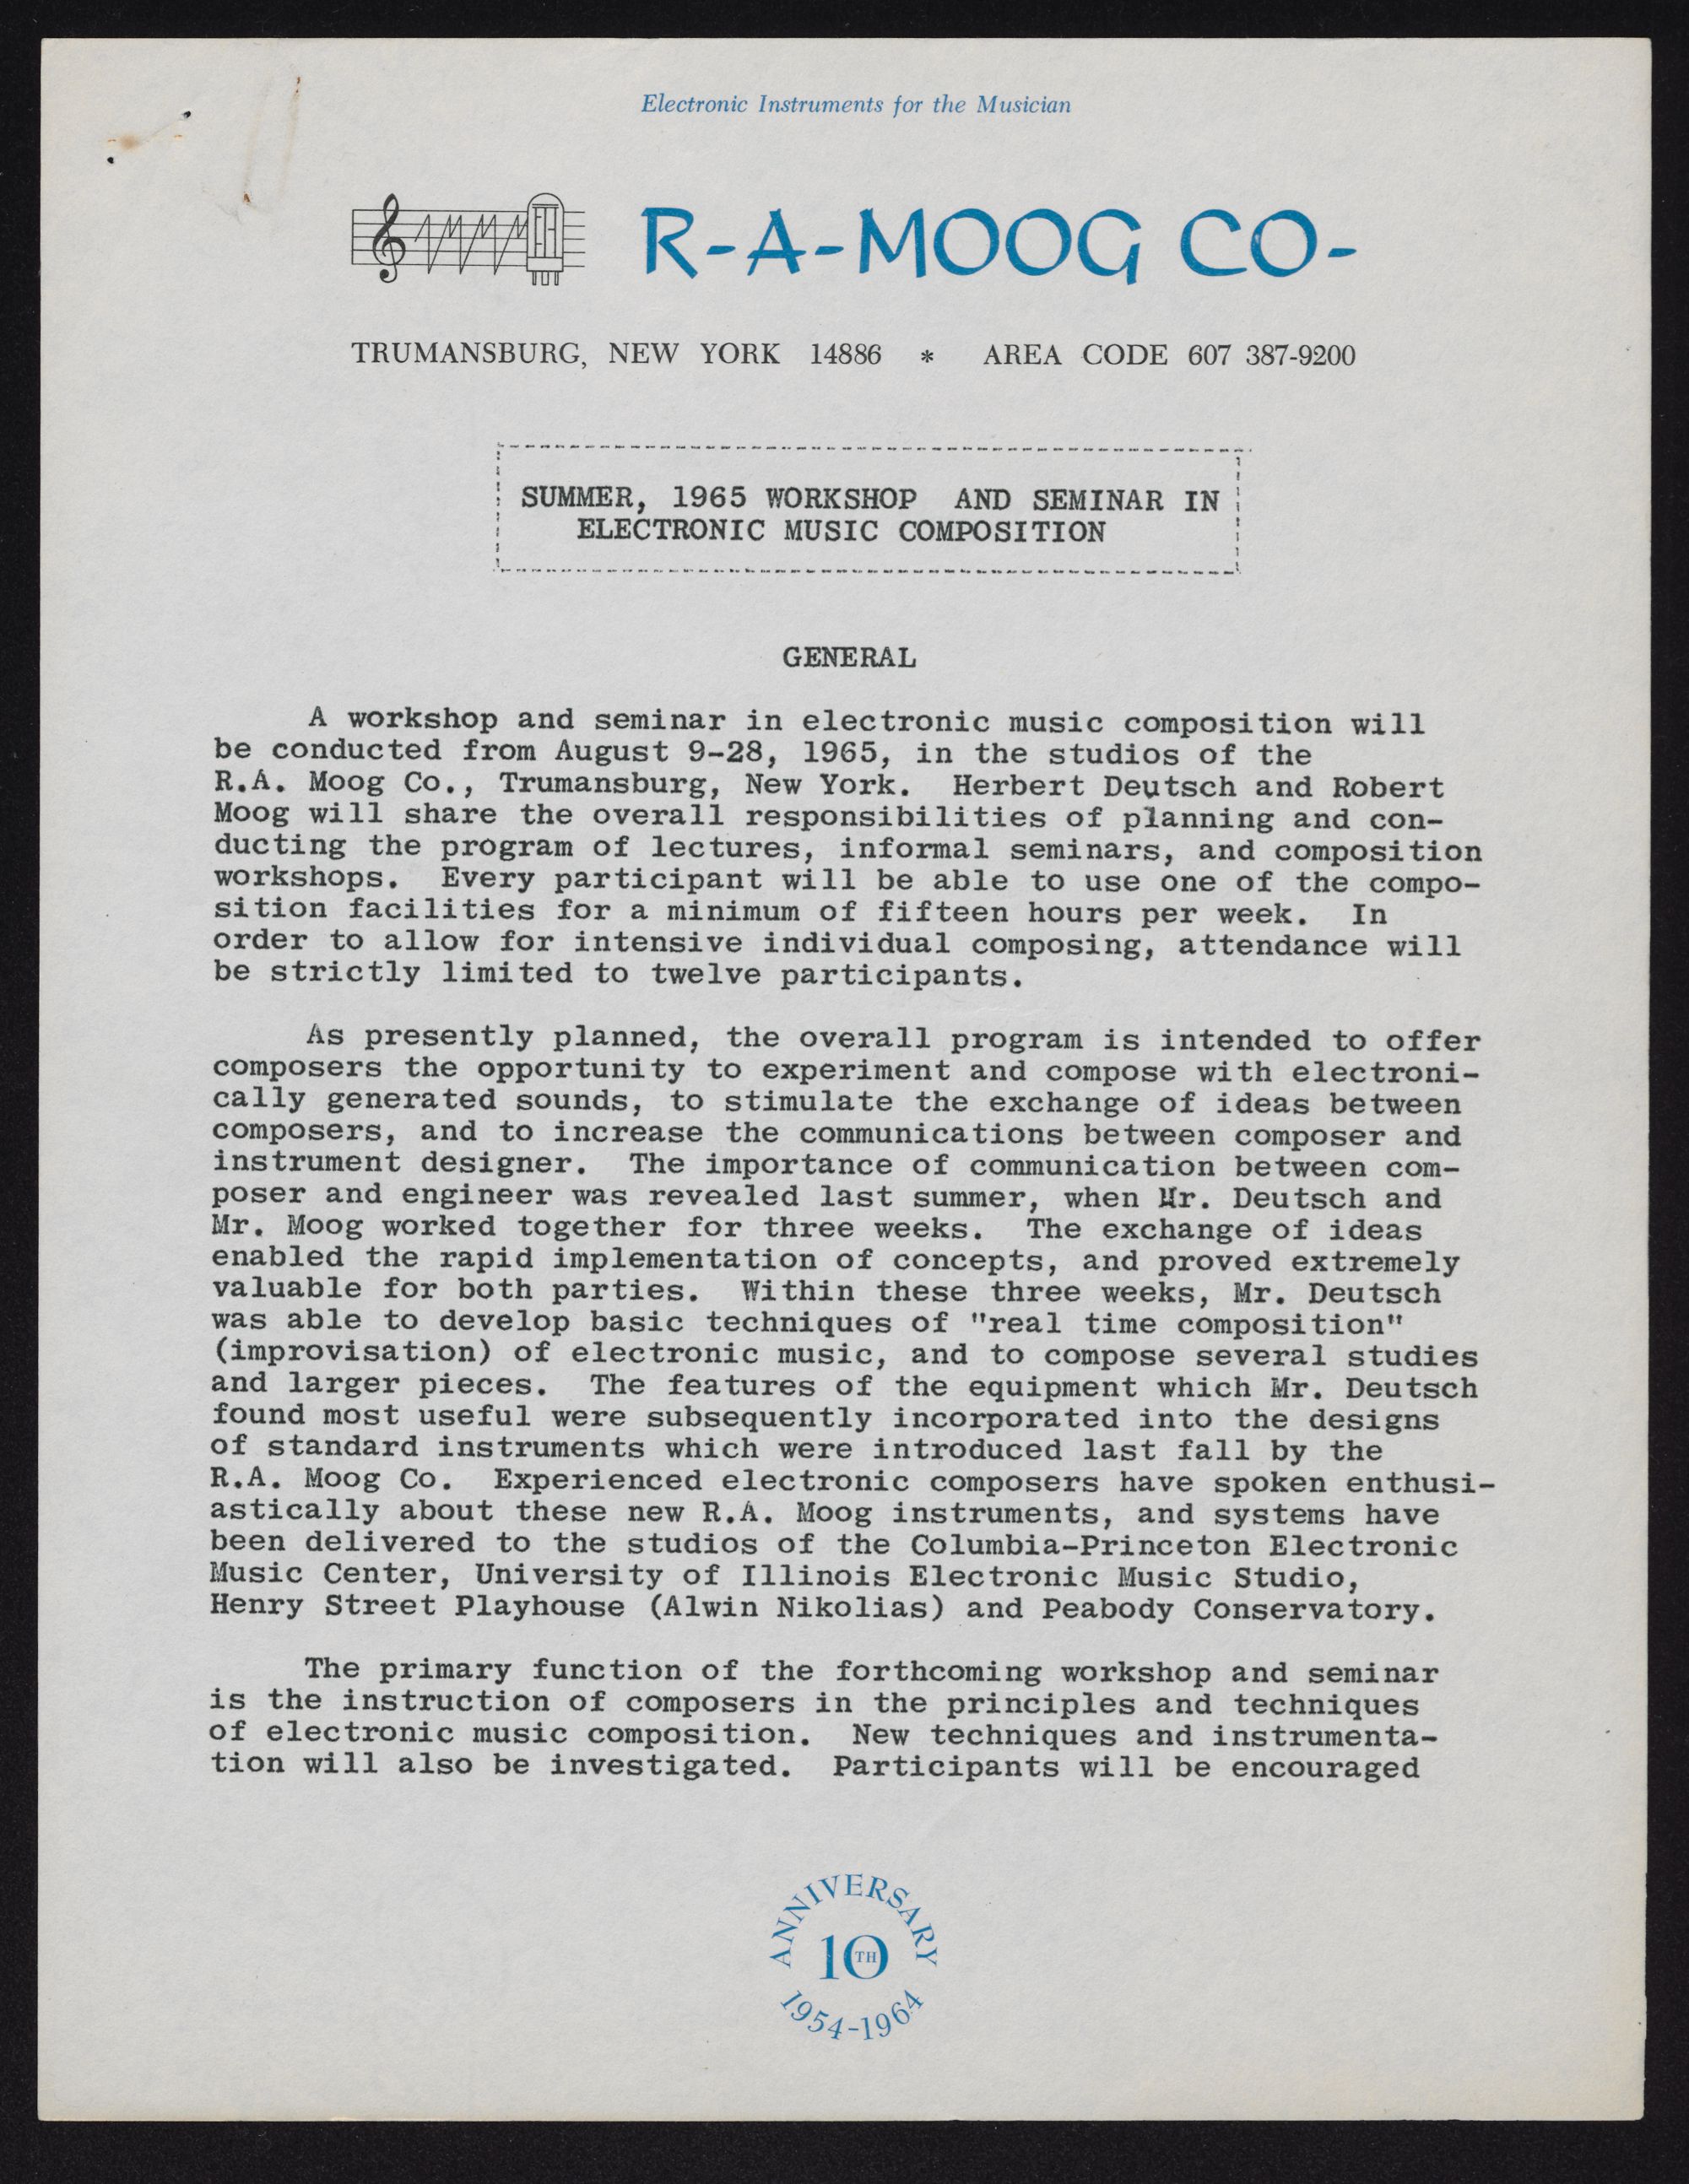 Electronic Instruments for the Musician
R-A-MOOG CO-
TRUMANSBURG, NEW YORK 14886 * AREA CODE 607 387-9200
SUMMER, 1965 WORKSHOP AND SEMINAR IN
ELECTRONIC MUSIC COMPOSITION
GENERAL
A workshop and seminar in electronic music composition will
be conducted from August 9-28, 1965, in the studios of the
R.A. Moog Co., Trumansburg, New York. Herbert Deutsch and Robert
Moog will share the overall responsibilities of planning and con-
ducting the program of lectures, informal seminars, and composition
workshops. Every participant will be able to use one of the compo-
sition facilities for a minimum of fifteen hours per week. In
order to allow for intensive individual composing, attendance will
be strictly limited to twelve participants.
As presently planned, the overall program is intended to offer
composers the opportunity to experiment and compose with electroni-
cally generated sounds, to stimulate the exchange of ideas between
composers, and to increase the communications between composer and
instrument designer. The importance of communication between com-
poser and engineer was revealed last summer, when Mr. Deutsch and
Mr. Moog worked together for three weeks. The exchange of ideas
enabled the rapid implementation of concepts, and proved extremely
valuable for both parties. Within these three weeks, Mr. Deutsch
was able to develop basic techniques of "real time composition"
(improvisation) of electronic music, and to compose several studies
and larger pieces. The features of the equipment which Mr. Deutsch
found most useful were subsequently incorporated into the designs
of standard instruments which were introduced last fall by the
R.A. Moog Co. Experienced electronic composers have spoken enthusi-
astically about these new R.A. Moog instruments, and systems have
been delivered to the studios of the Columbia-Princeton Electronic
Music Center, University of Illinois Electronic Music Studio,
Henry Street Playhouse (Alwin Nikolias) and Peabody Conservatory.
The primary function of the forthcoming workshop and seminar
is the instruction of composers in the principles and techniques
of electronic music composition. New techniques and instrumenta-
tion will also be investigated. Participants will be encouraged
ANNIVERSARY
10TH
1954-1964